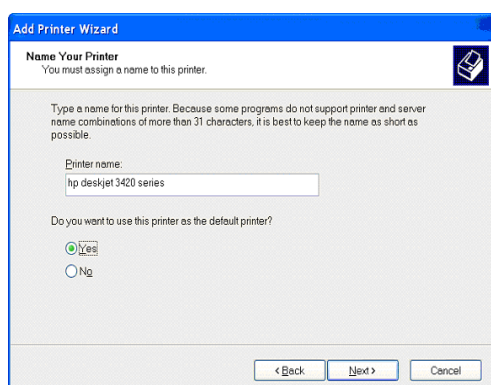 Add Printer Wizard
Name Your Printer
You must assign a name to this printer.
Type a name for this printer. Because some programs do not support printer and server
name combinations of more than 31 characters, it is best to keep the name as short as
possible.
Printer name:
hp deskjet 3420 series
Do you want to use this printer as the default printer?
Yes
No
< Back
Next >
Cancel